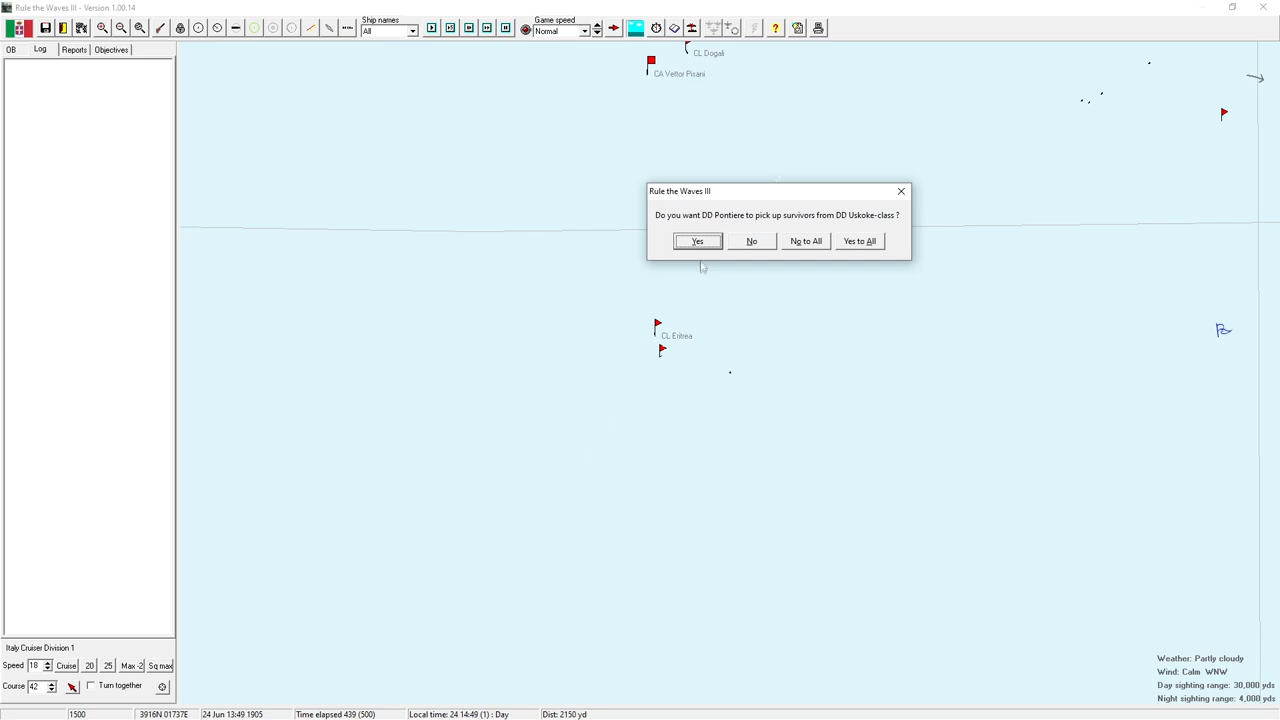 Rule the Waves III - Version 1.00.14
Ship names
All
Game speed
Normal
OB Log Reports Objectives
CL Dogali
CA Vettor Pisani
Rule the Waves III
Do you want DD Pontiere to pick up survivors from DD Uskoke-class ?
Yes No No to All Yes to All
CL Eritrea
Italy Cruiser Division 1
Speed 18 Cruise 20 25 Max -2 Sq max
Course 42 Turn together
Weather: Partly cloudy
Wind: Calm WNW
Day sighting range: 30,000 yds
Night sighting range: 4,000 yds
1500 3916N 01737E 24 Jun 13:49 1905 Time elapsed 439 (500) Local time: 24 14:49 (1) : Day Dist: 2150 yd